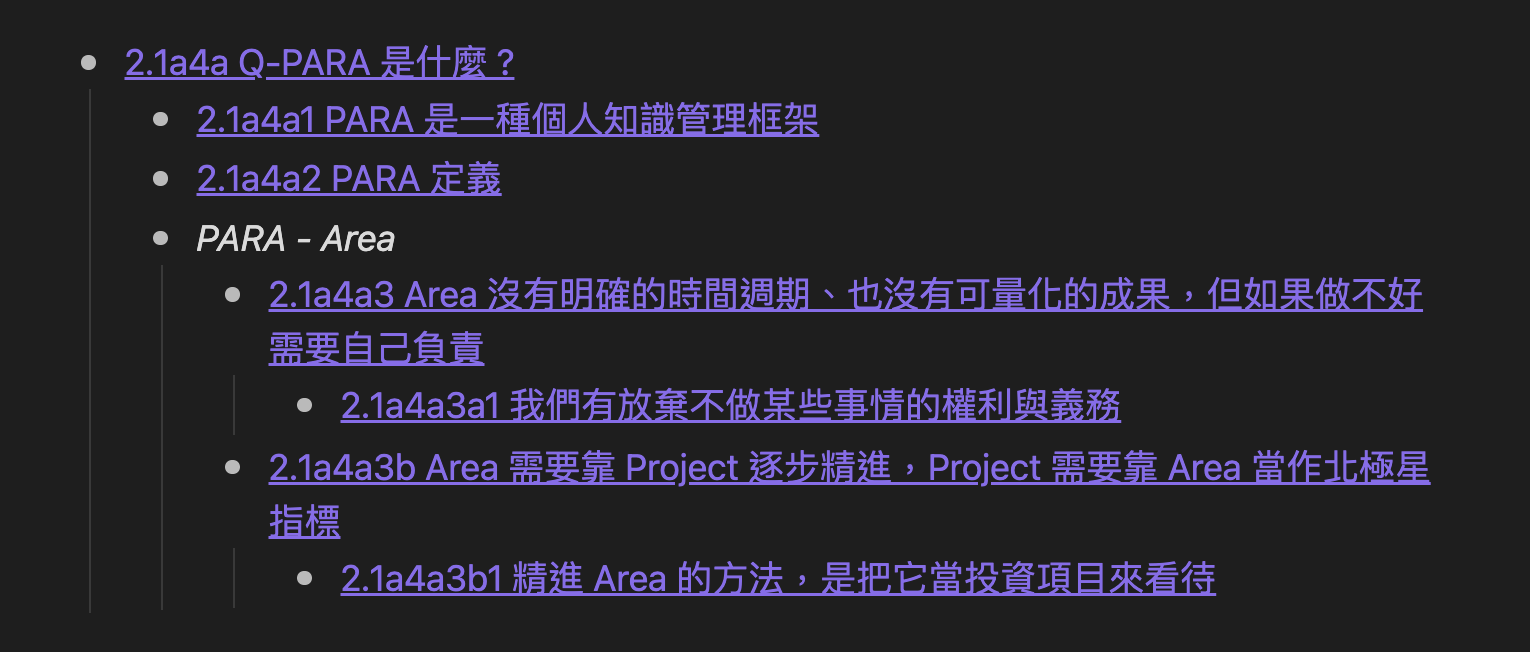 2.1a4a Q-PARA 是什麼？
2.1a4a1 PARA 是一種個人知識管理框架
2.1a4a2 PARA 定義
PARA - Area
2.1a4a3 Area 沒有明確的時間週期、也沒有可量化的成果，但如果做不好
需要自己負責
2.1a4a3a1 我們有放棄不做某些事情的權利與義務
2.1a4a3b Area 需要靠 Project 逐步精進，Project 需要靠 Area 當作北極星
指標
2.1a4a3b1 精進 Area 的方法，是把它當投資項目來看待